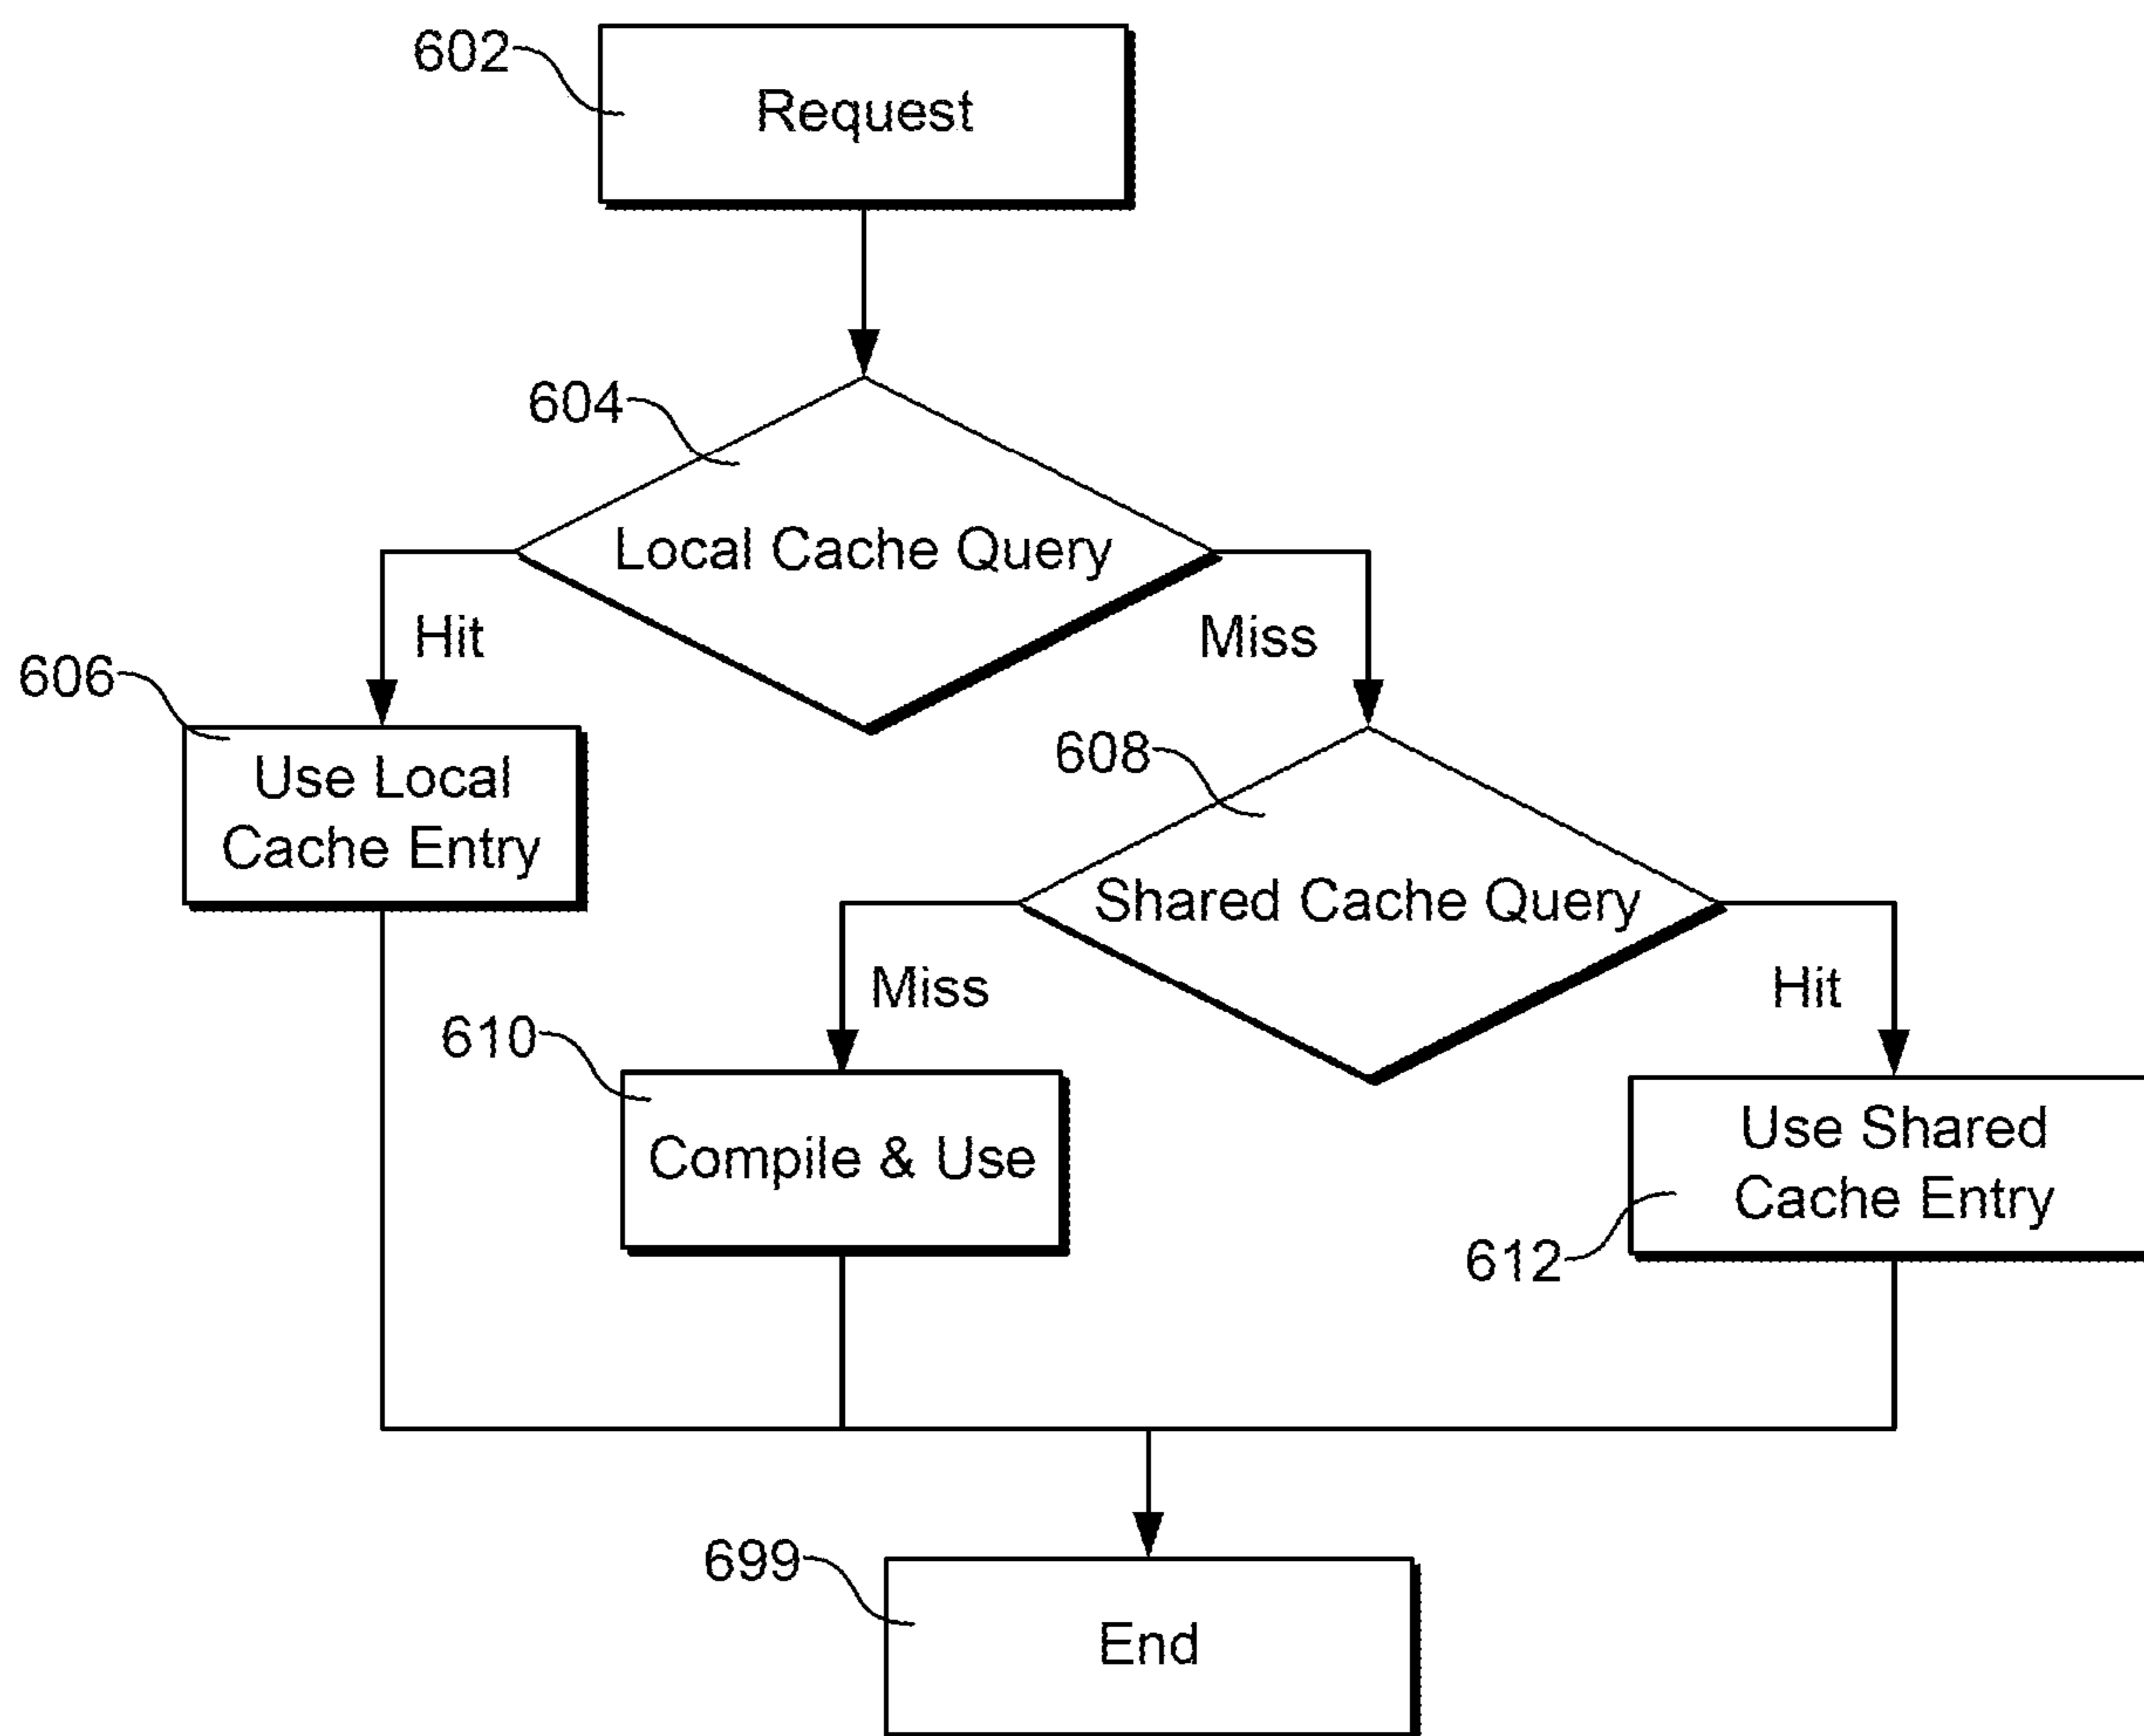 602
Request
604
Local Cache Query
Hit
Miss
606
Use Local
Cache Entry
608
Shared Cache Query
Miss
Hit
610
Compile & Use
Use Shared
Cache Entry
612
699
End